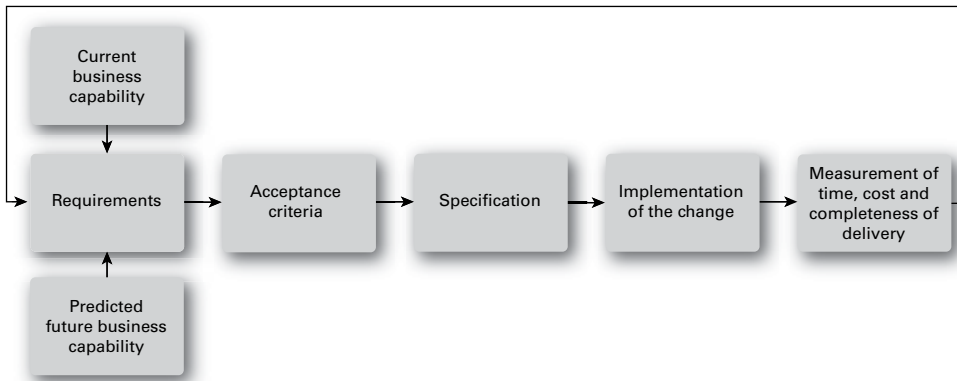 Current
business
capability
Requirements
Acceptance
criteria
Specification
Implementation
of the change
Measurement of
time, cost and
completeness of
delivery
Predicted
future business
capability